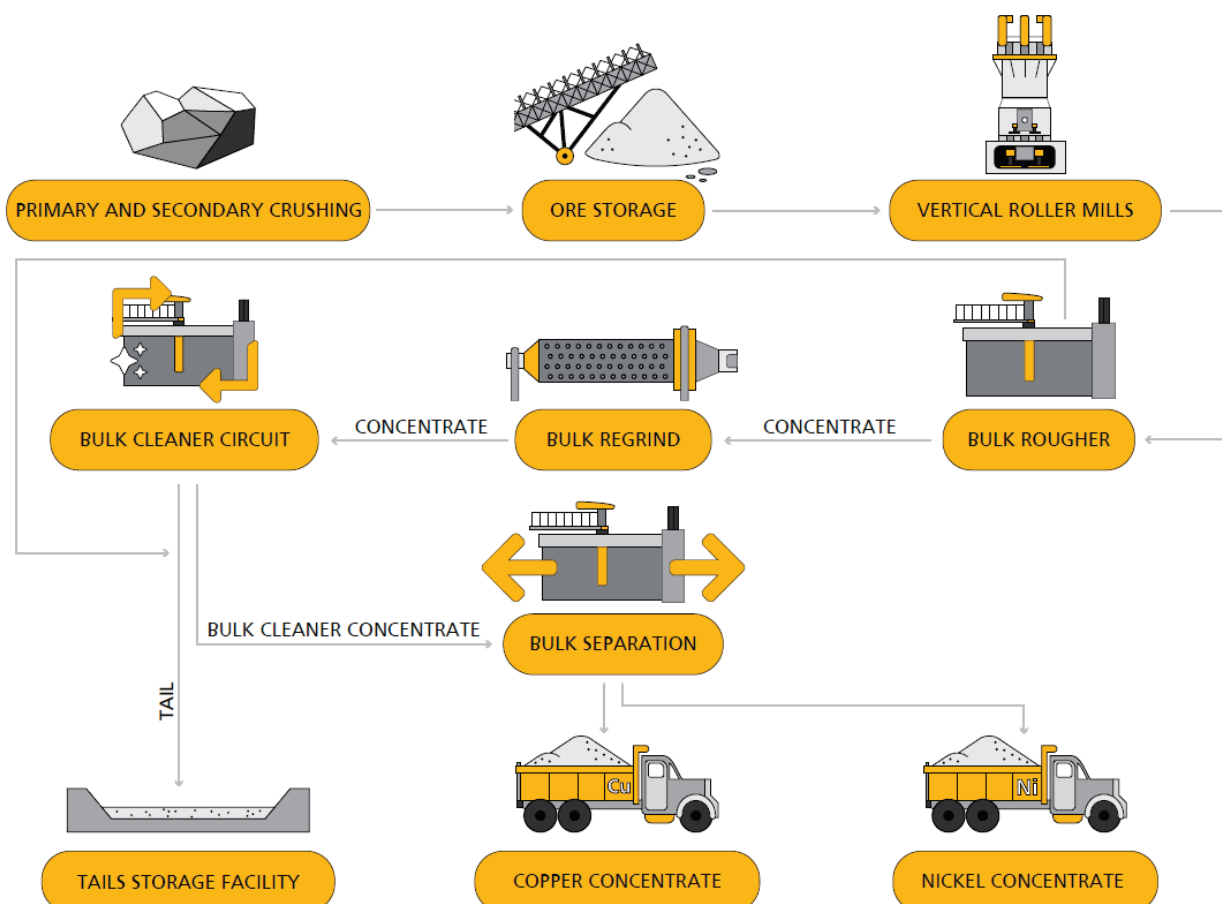 PRIMARY AND SECONDARY CRUSHING
ORE STORAGE
VERTICAL ROLLER MILLS
BULK CLEANER CIRCUIT
CONCENTRATE
BULK REGRIND
CONCENTRATE
BULK ROUGHER
BULK CLEANER CONCENTRATE
BULK SEPARATION
TAIL
Cu
Ni
TAILS STORAGE FACILITY
COPPER CONCENTRATE
NICKEL CONCENTRATE